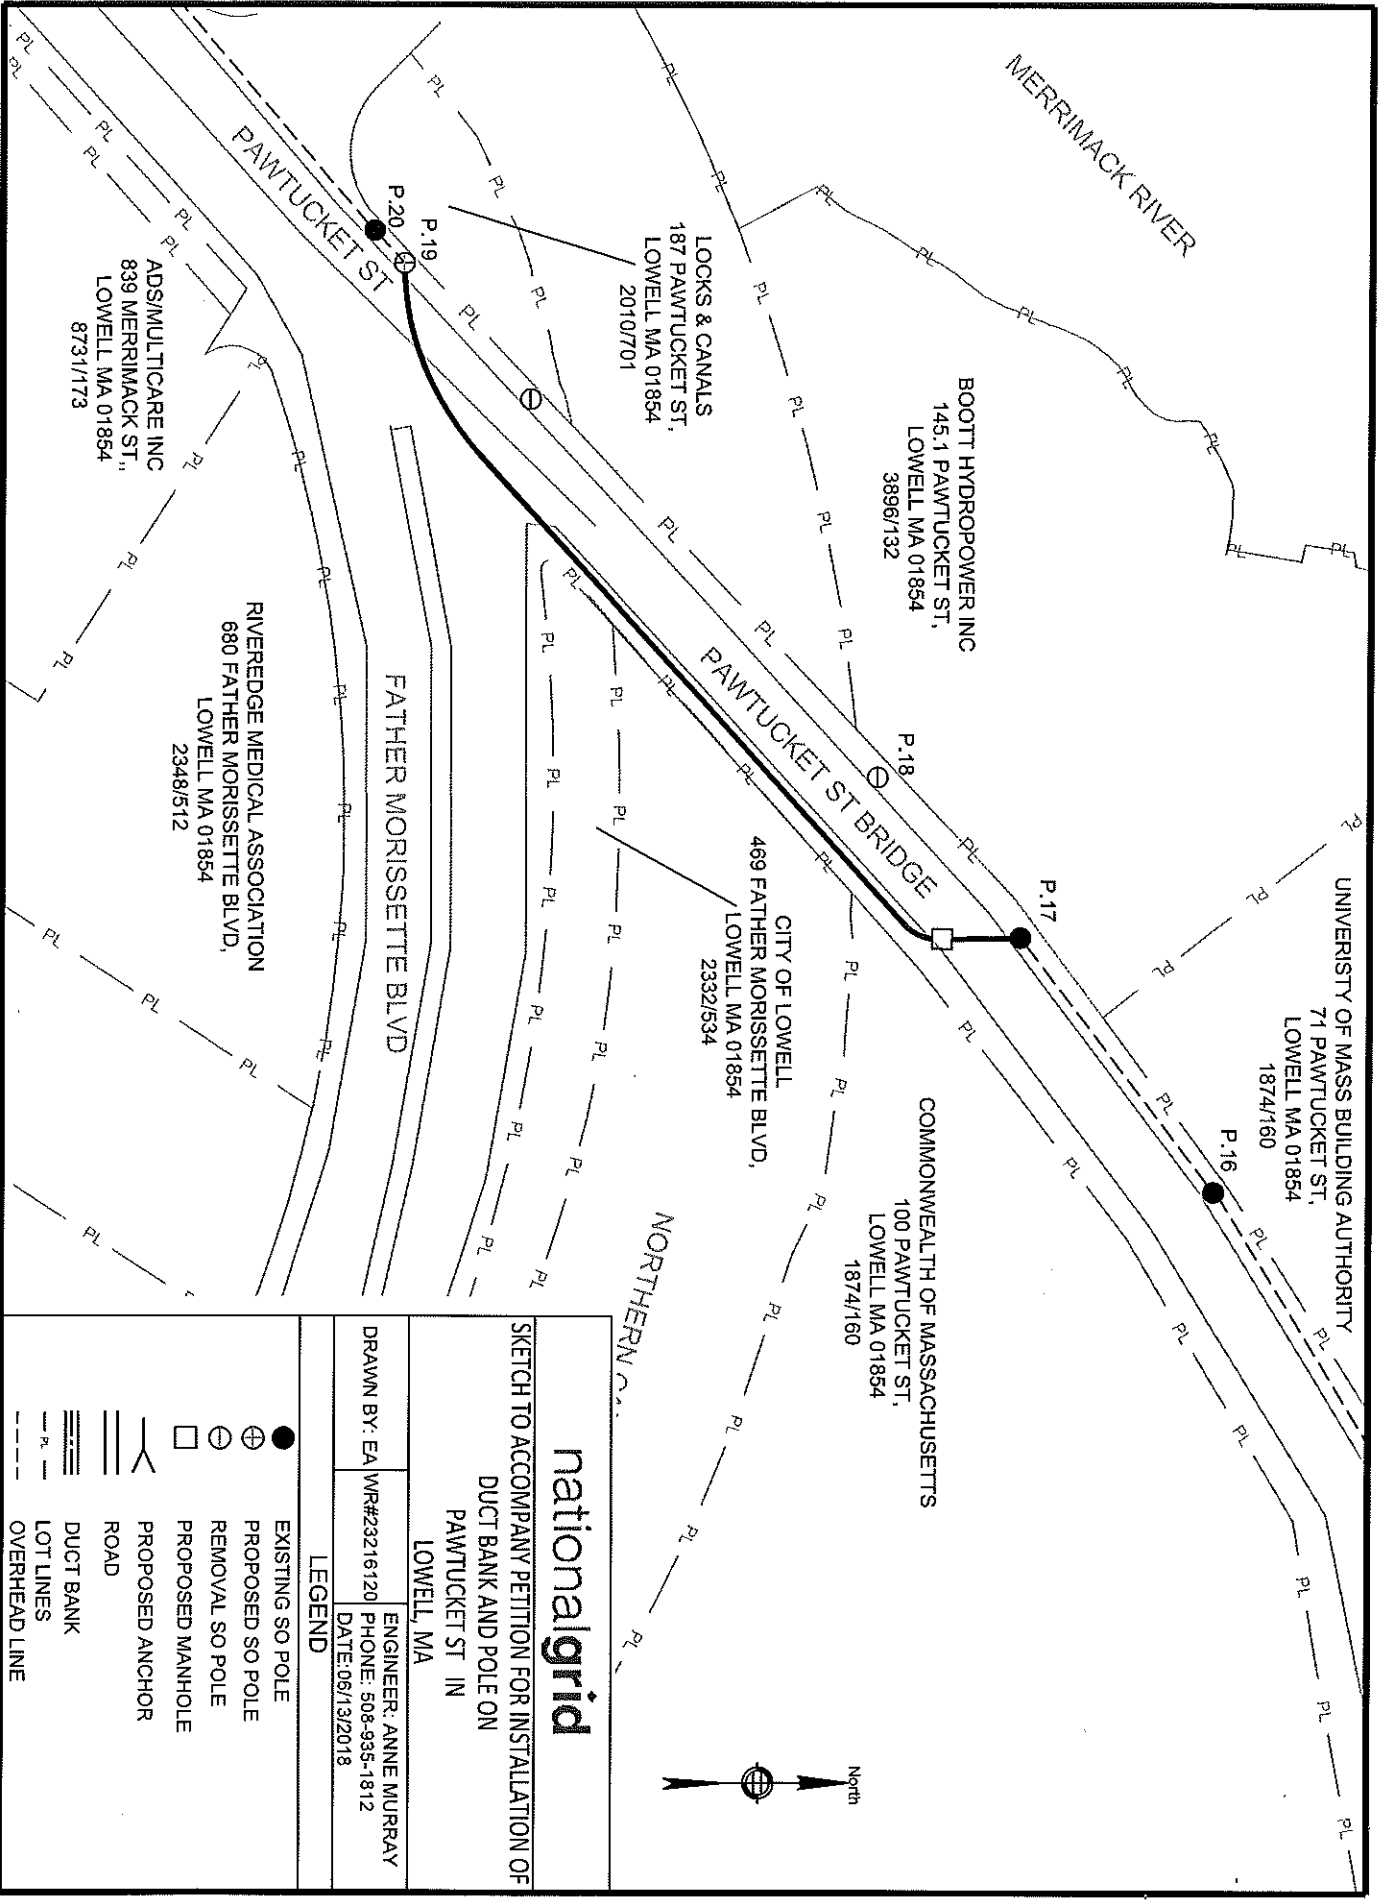 MERRIMACK RIVER
BOOTT HYDROPOWER INC
145.1 PAWTUCKET ST,
LOWELL MA 01854
3896/132
UNIVERISTY OF MASS BUILDING AUTHORITY
71 PAWTUCKET ST,
LOWELL MA 01854
1874/160
LOCKS & CANALS
187 PAWTUCKET ST,
LOWELL MA 01854
2010/701
P.16
P.17
P.18
P.19
P.20
PAWTUCKET ST
PAWTUCKET ST BRIDGE
COMMONWEALTH OF MASSACHUSETTS
100 PAWTUCKET ST,
LOWELL MA 01854
1874/160
CITY OF LOWELL
469 FATHER MORISSETTE BLVD,
LOWELL MA 01854
2332/534
NORTHERN
FATHER MORISSETTE BLVD
ADS/MULTICARE INC
839 MERRIMACK ST,,
LOWELL MA 01854
8731/173
RIVEREDGE MEDICAL ASSOCIATION
680 FATHER MORISSETTE BLVD,
LOWELL MA 01854
2348/512
North
nationalgrid
SKETCH TO ACCOMPANY PETITION FOR INSTALLATION OF
DUCT BANK AND POLE ON
PAWTUCKET ST IN
LOWELL, MA
DRAWN BY: EA
WR#23216120
ENGINEER: ANNE MURRAY
PHONE: 508-935-1812
DATE:06/13/2018
LEGEND
EXISTING SO POLE
PROPOSED SO POLE
REMOVAL SO POLE
PROPOSED MANHOLE
PROPOSED ANCHOR
ROAD
DUCT BANK
PL LOT LINES
OVERHEAD LINE